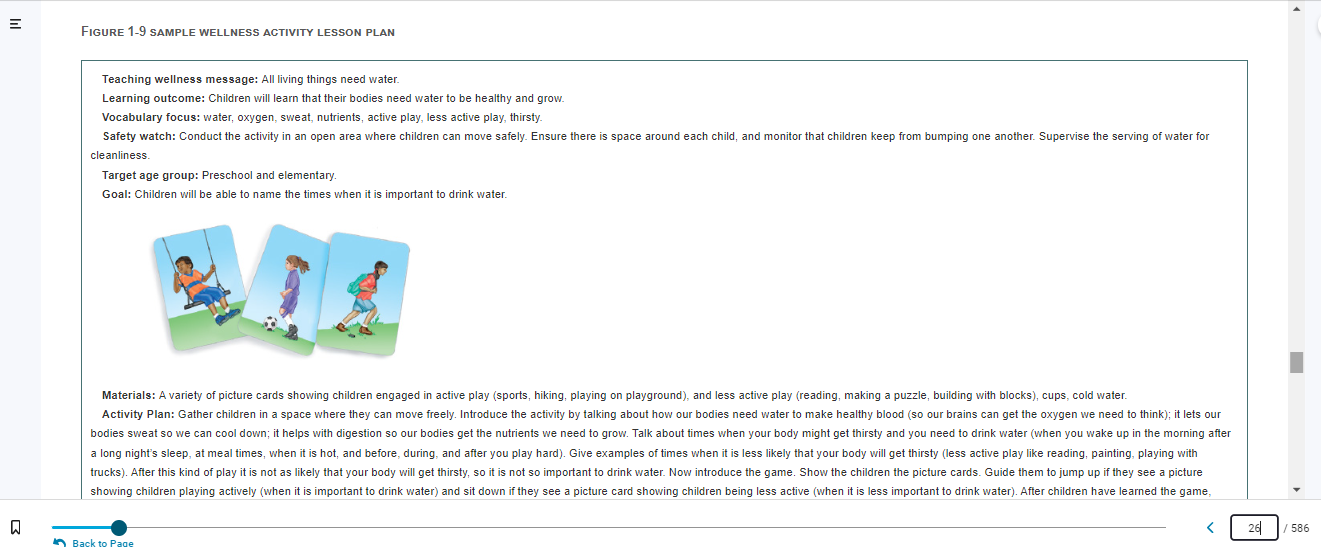 FIGURE 1-9 SAMPLE WELLNESS ACTIVITY LESSON PLAN
Teaching wellness message: All living things need water.
Learning outcome: Children will learn that their bodies need water to be healthy and grow.
Vocabulary focus: water, oxygen, sweat, nutrients, active play, less active play, thirsty.
Safety watch: Conduct the activity in an open area where children can move safely. Ensure there is space around each child, and monitor that children keep from bumping one another. Supervise the serving of water for
cleanliness.
Target age group: Preschool and elementary.
Goal: Children will be able to name the times when it is important to drink water.
Materials: A variety of picture cards showing children engaged in active play (sports, hiking, playing on playground), and less active play (reading, making a puzzle, building with blocks), cups, cold water.
Activity Plan: Gather children in a space where they can move freely. Introduce the activity by talking about how our bodies need water to make healthy blood (so our brains can get the oxygen we need to think); it lets our
bodies sweat so we can cool down; it helps with digestion so our bodies get the nutrients we need to grow. Talk about times when your body might get thirsty and you need to drink water (when you wake up in the morning after
a long night's sleep, at meal times, when it is hot, and before, during, and after you play hard). Give examples of times when it is less likely that your body will get thirsty (less active play like reading, painting, playing with
trucks). After this kind of play it is not as likely that your body will get thirsty, so it is not so important to drink water. Now introduce the game. Show the children the picture cards. Guide them to jump up if they see a picture
showing children playing actively (when it is important to drink water) and sit down if they see a picture card showing children being less active (when it is less important to drink water). After children have learned the game,
26 / 586
Back to Page